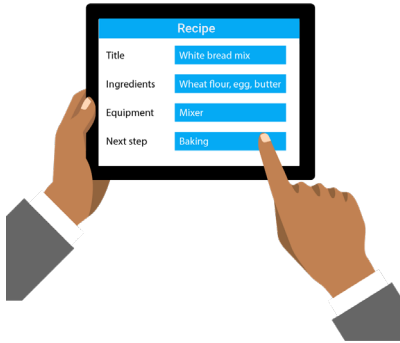 Recipe
Title White bread mix
Ingredients Wheat flour, egg, butter
Equipment Mixer
Next step Baking